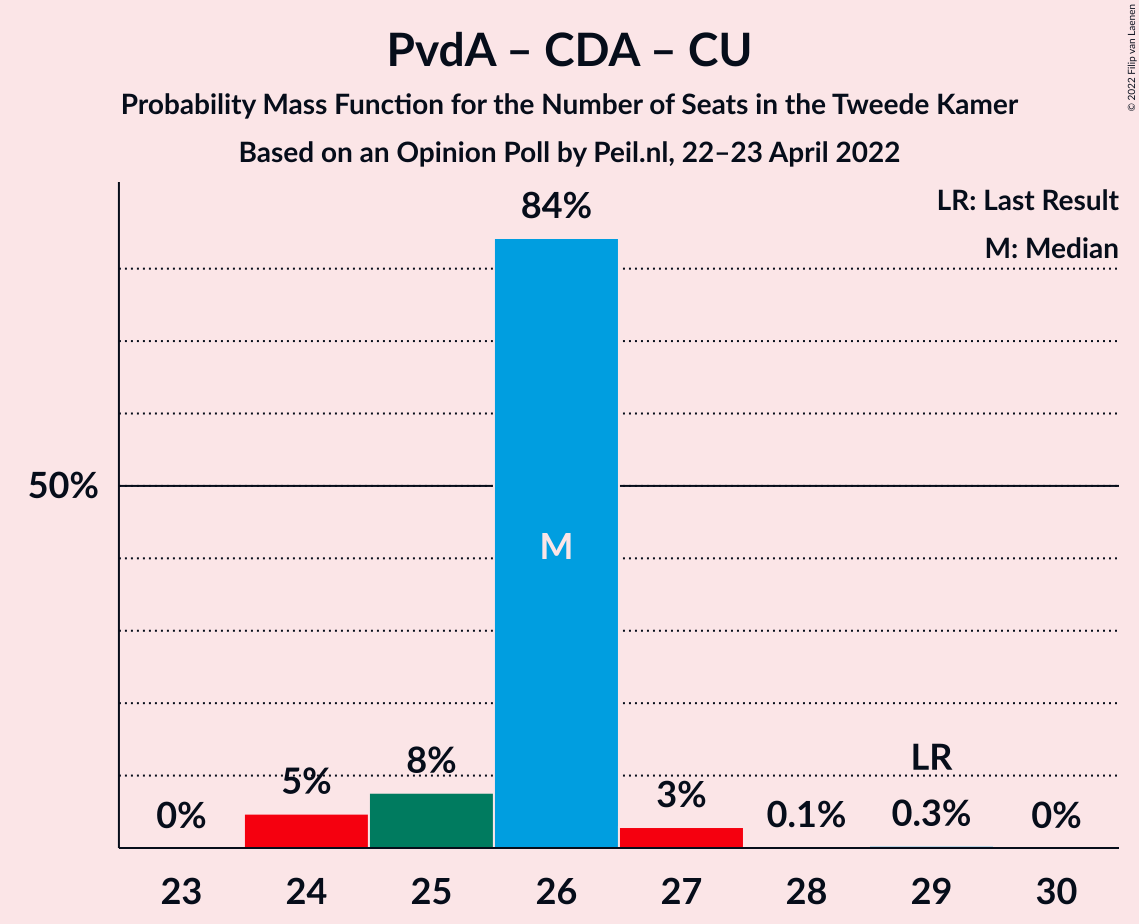 PvdA – CDA – CU
Probability Mass Function for the Number of Seats in the Tweede Kamer
Based on an Opinion Poll by Peil.nl, 22–23 April 2022
© 2022 Filip van Laenen
LR: Last Result
M: Median
84%
50%
M
0%
5%
8%
3%
0.1%
LR
0.3%
0%
23 24 25 26 27 28 29 30